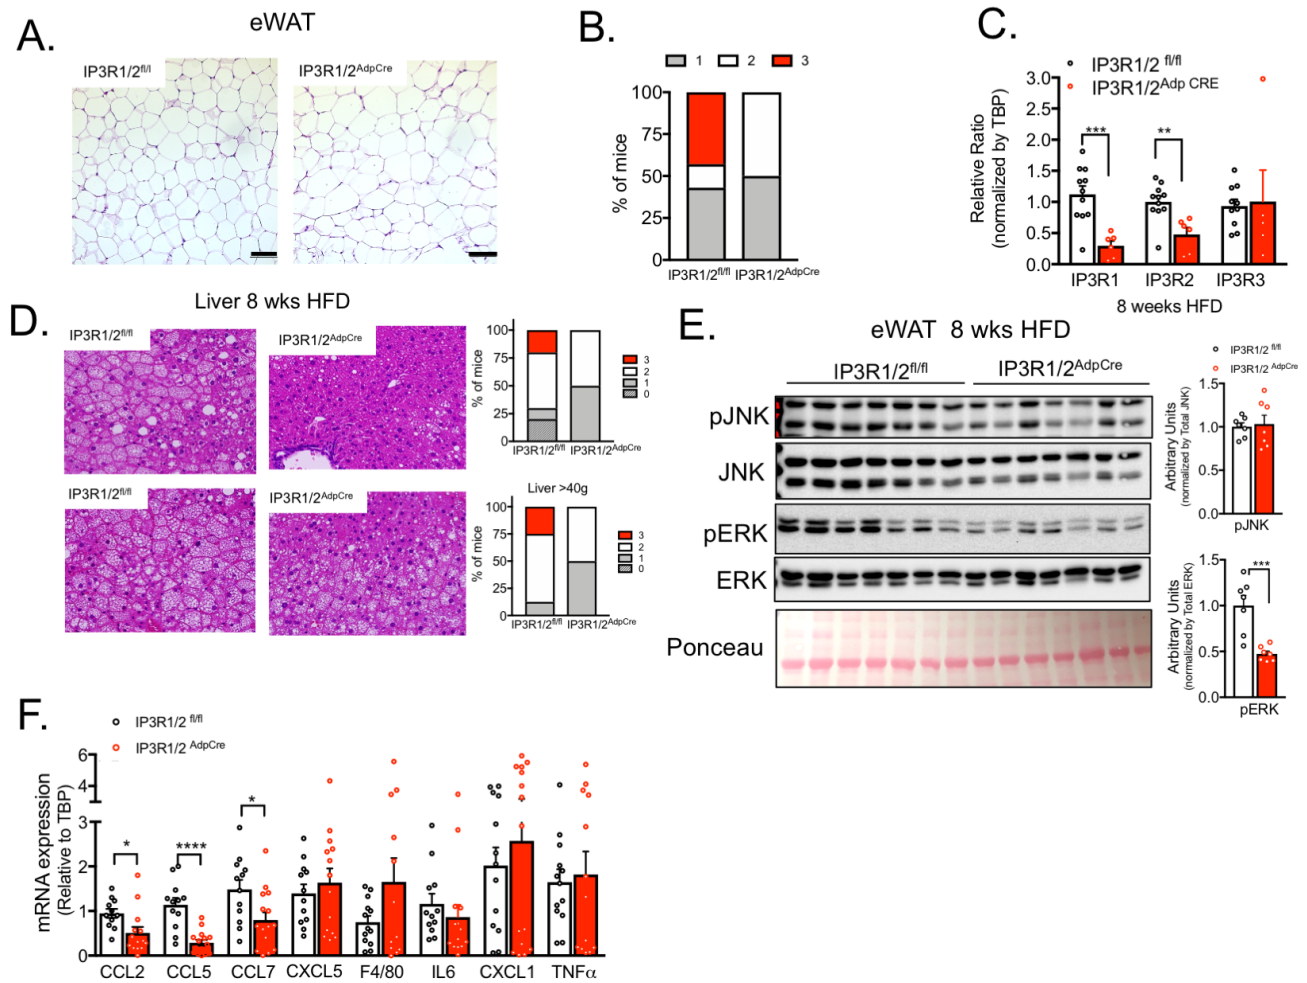 A.
eWAT
IP3R1/2fl/l
IP3R1/2AdpCre
B.
1 2 3
% of mice
100
75
50
25
0
IP3R1/2fl/fl IP3R1/2AdpCre
C.
IP3R1/2 fl/fl
IP3R1/2Adp CRE
Relative Ratio
(normalized by TBP)
3.0
2.5
2.0
1.5
1.0
0.5
0.0
*** **
IP3R1 IP3R2 IP3R3
8 weeks HFD
D.
Liver 8 wks HFD
IP3R1/2fl/fl
IP3R1/2AdpCre
% of mice
100
75
50
25
0
3
2
1
0
IP3R1/2fl/fl IP3R1/2AdpCre
IP3R1/2fl/fl
IP3R1/2AdpCre
Liver >40g
% of mice
100
75
50
25
0
3
2
1
0
IP3R1/2fl/fl IP3R1/2AdpCre
E.
eWAT 8 wks HFD
IP3R1/2fl/fl IP3R1/2AdpCre
pJNK
JNK
pERK
ERK
Ponceau
IP3R1/2 fl/fl
IP3R1/2 AdpCre
Arbitrary Units
(normalized by Total JNK)
1.5
1.0
0.5
0.0
pJNK
Arbitrary Units
(normalized by Total ERK)
1.5
1.0
0.5
0.0
***
pERK
F.
IP3R1/2 fl/fl
IP3R1/2 AdpCre
mRNA expression
(Relative to TBP)
6
4
3
2
1
0
* **** *
CCL2 CCL5 CCL7 CXCL5 F4/80 IL6 CXCL1 TNFα